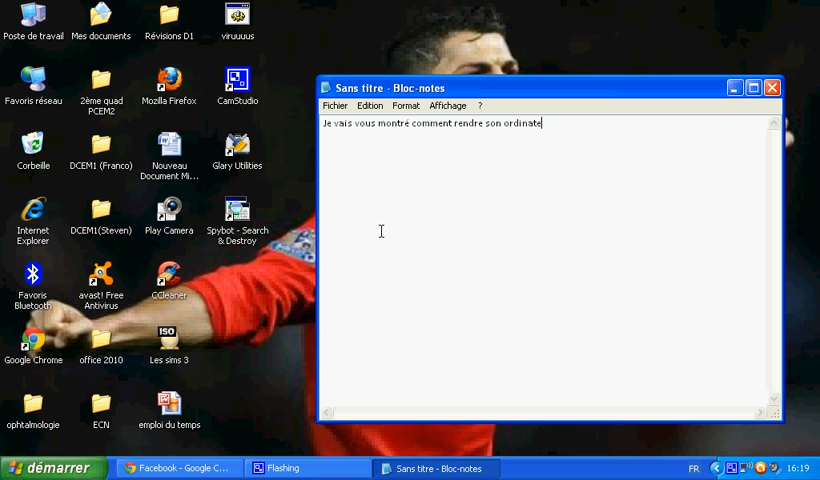 Poste de travail
Mes documents
Révisions D1
viruuuus
Favoris réseau
2ème quad
PCEM2
Mozilla Firefox
CamStudio
Corbeille
DCEM1 (Franco)
Nouveau
Document Mi...
Glary Utilities
Internet
Explorer
DCEM1(Steven)
Play Camera
Spybot - Search
& Destroy
Favoris
Bluetooth
avast! Free
Antivirus
CCleaner
Google Chrome
office 2010
ISO
Les sims 3
ophtalmologie
ECN
emploi du temps
Sans titre - Bloc-notes
Fichier Edition Format Affichage ?
Je vais vous montré comment rendre son ordinate
démarrer
Facebook - Google C...
Flashing
Sans titre - Bloc-notes
FR
16:19